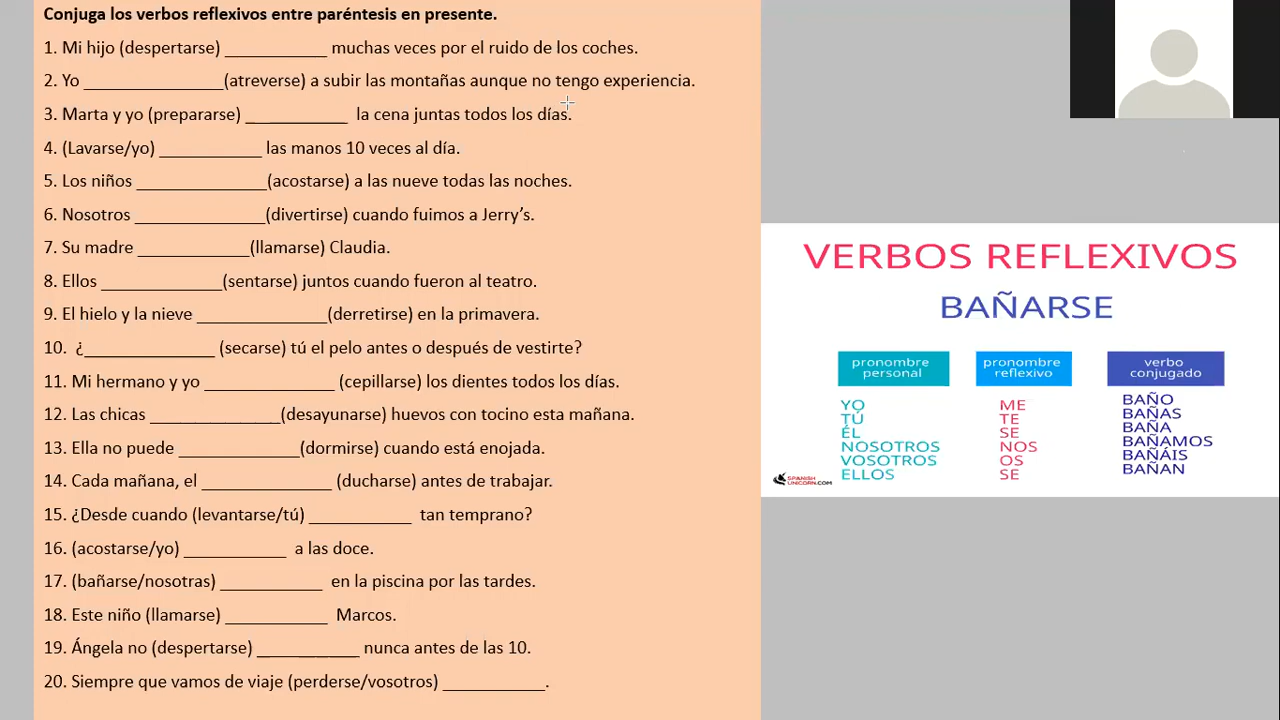 Conjuga los verbos reflexivos entre paréntesis en presente.
1. Mi hijo (despertarse) ___________ muchas veces por el ruido de los coches.
2. Yo _______________(atreverse) a subir las montañas aunque no tengo experiencia.
3. Marta y yo (prepararse) ___________ la cena juntas todos los días.
4. (Lavarse/yo) ___________ las manos 10 veces al día.
5. Los niños ______________(acostarse) a las nueve todas las noches.
6. Nosotros ______________(divertirse) cuando fuimos a Jerry’s.
7. Su madre ____________(llamarse) Claudia.
8. Ellos _____________(sentarse) juntos cuando fueron al teatro.
9. El hielo y la nieve ______________(derretirse) en la primavera.
10. ¿______________ (secarse) tú el pelo antes o después de vestirte?
11. Mi hermano y yo ______________ (cepillarse) los dientes todos los días.
12. Las chicas ______________(desayunarse) huevos con tocino esta mañana.
13. Ella no puede _____________(dormirse) cuando está enojada.
14. Cada mañana, el ______________ (ducharse) antes de trabajar.
15. ¿Desde cuando (levantarse/tú) ___________ tan temprano?
16. (acostarse/yo) ___________ a las doce.
17. (bañarse/nosotras) ___________ en la piscina por las tardes.
18. Este niño (llamarse) ___________ Marcos.
19. Ángela no (despertarse) ___________ nunca antes de las 10.
20. Siempre que vamos de viaje (perderse/vosotros) ___________.
VERBOS REFLEXIVOS
BAÑARSE
pronombre personal
pronombre reflexivo
verbo conjugado
YO ME BAÑO
TÚ TE BAÑAS
ÉL SE BAÑA
NOSOTROS NOS BAÑAMOS
VOSOTROS OS BAÑÁIS
ELLOS SE BAÑAN
SPANISH
UNICORN.COM